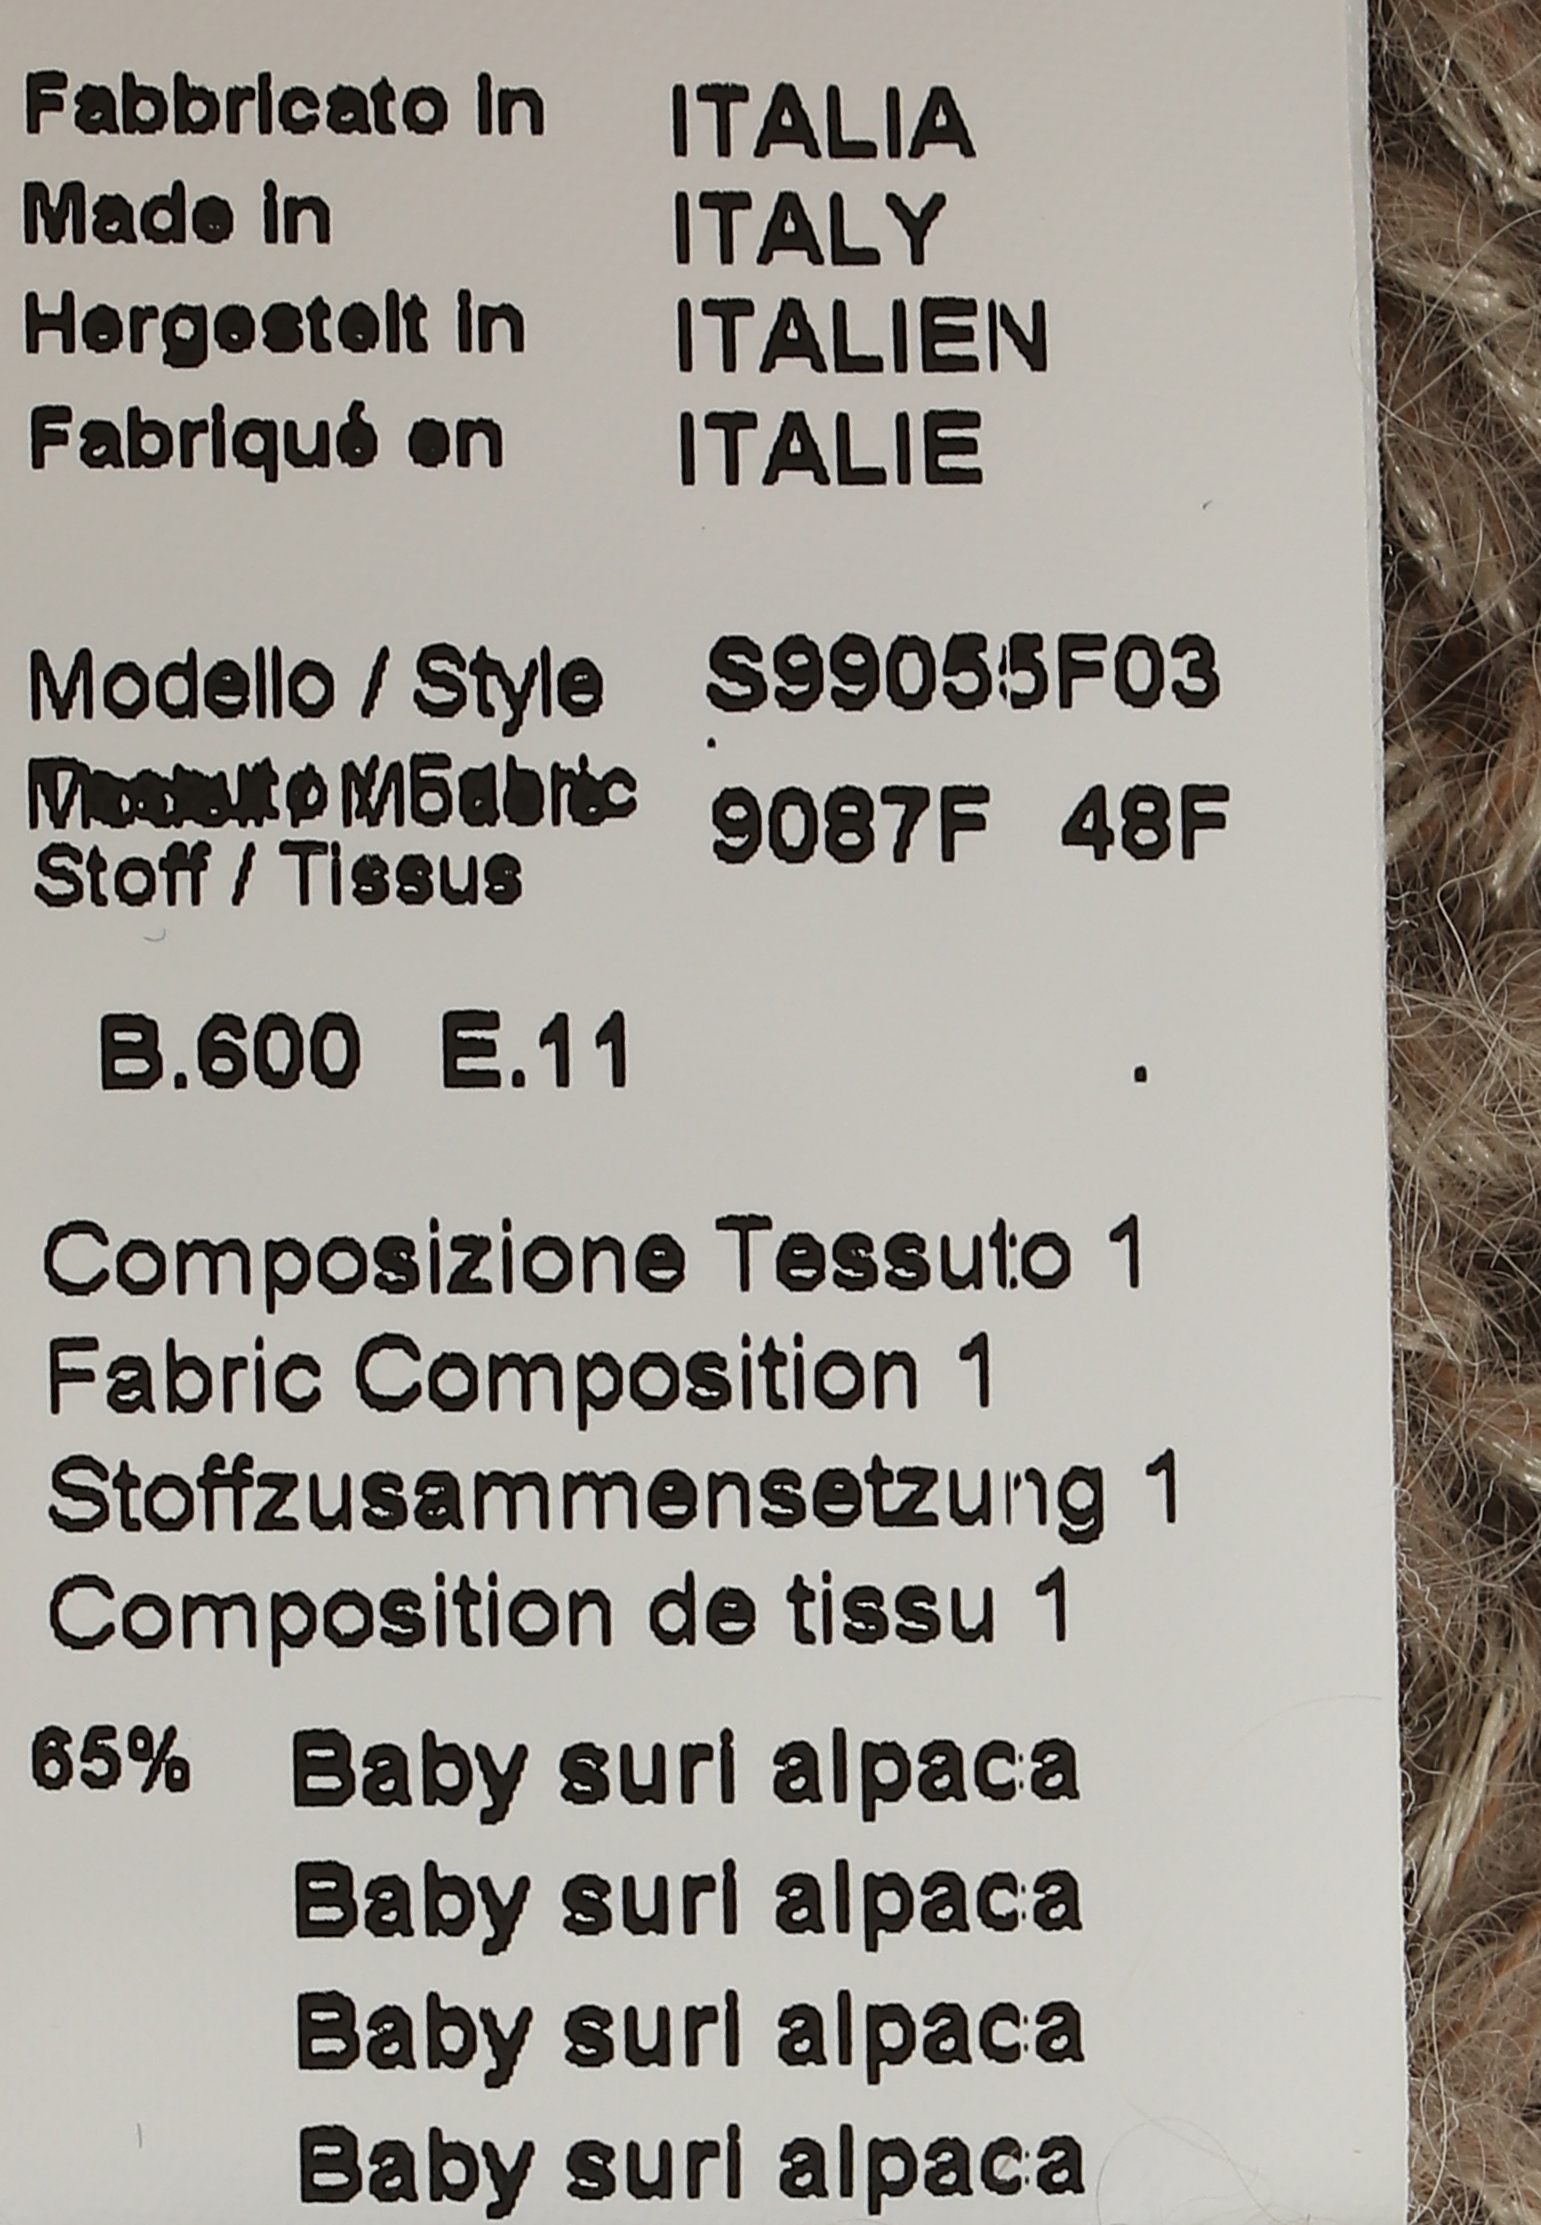 Fabbricato in ITALIA
Made in ITALY
Hergestelt in ITALIEN
Fabriqué en ITALIE
Modello / Style S99055F03
9087F 48F
Stoff / Tissus
B.600 E.11
Composizione Tessuto 1
Fabric Composition 1
Stoffzusammensetzung 1
Composition de tissu 1
65% Baby suri alpaca
Baby suri alpaca
Baby suri alpaca
Baby suri alpaca